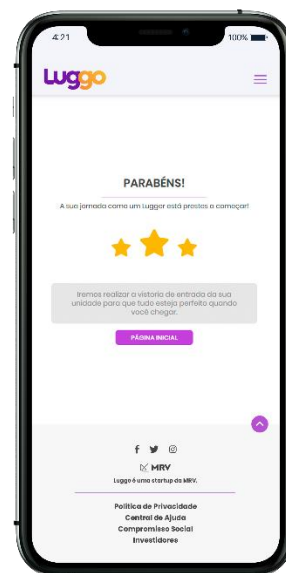 4:21
100%
Luggo
PARABÉNS!
A sua jornada como um Lugger está prestes a começar!
Iremos realizar a vistoria de entrada da sua
unidade para que tudo esteja perfeito quando
você chegar.
PÁGINA INICIAL
MRV
Luggo é uma startup da MRV.
Política de Privacidade
Central de Ajuda
Compromisso Social
Investidores